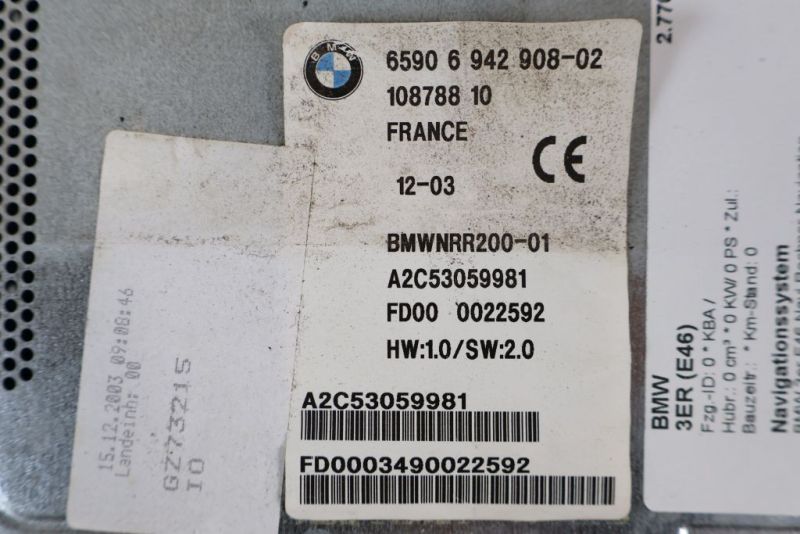 BMW
6590 6 942 908-02
108788 10
FRANCE
CE
12-03
BMWNRR200-01
A2C53059981
FD00 0022592
HW:1.0/SW:2.0
A2C53059981
FD0003490022592
15.12.2003 09:08:46
Landeinh: 00
GZ73215
IO
2.770
BMW
3ER (E46)
Fzg.-ID: 0 * KBA /
Hubr.: 0 cm³ * 0 KW/ 0 PS * Zul.:
Bauzeitr.: * Km-Stand: 0
Navigationssystem